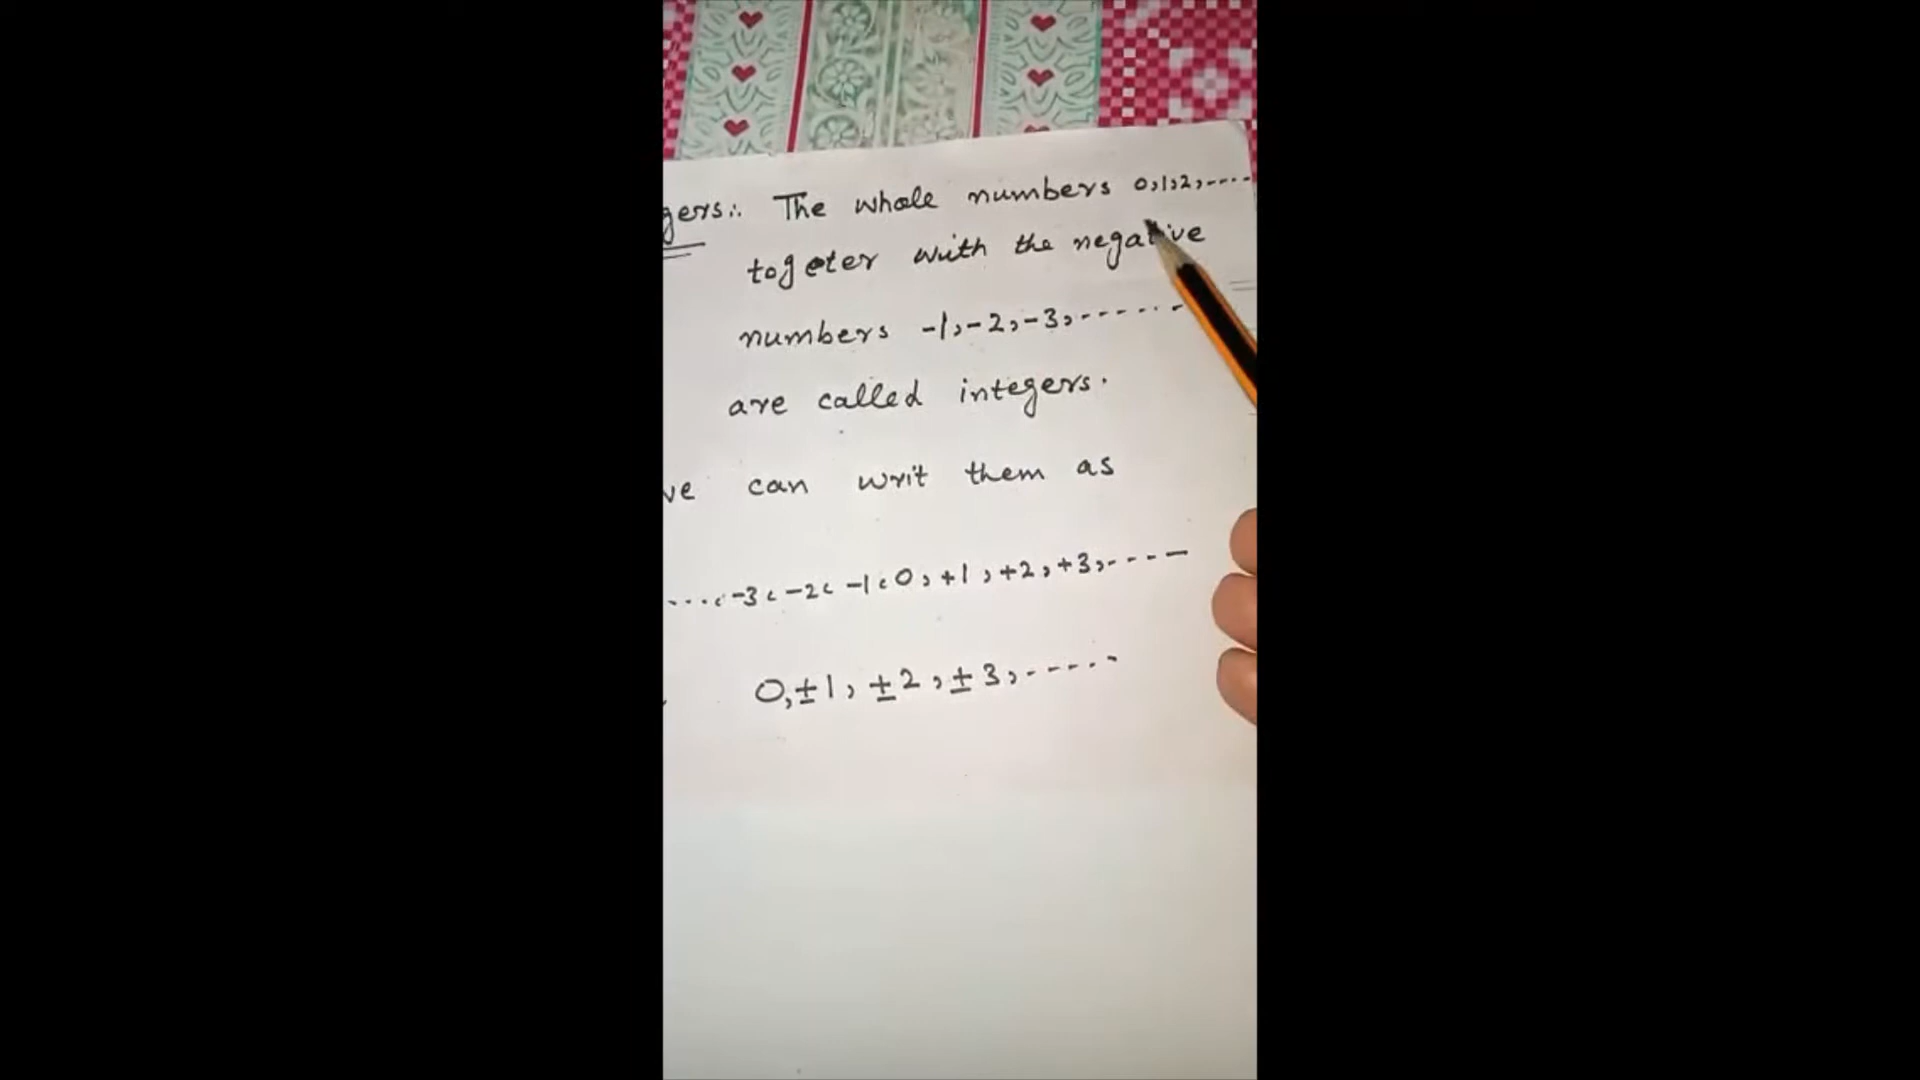 gers:. The whole numbers 0,1,2,....
togeter with the negative
numbers -1,-2,-3,......
are called integers.
ve can writ them as
...., -3, -2, -1, 0, +1, +2, +3,....
0, ±1, ±2, ±3,.....